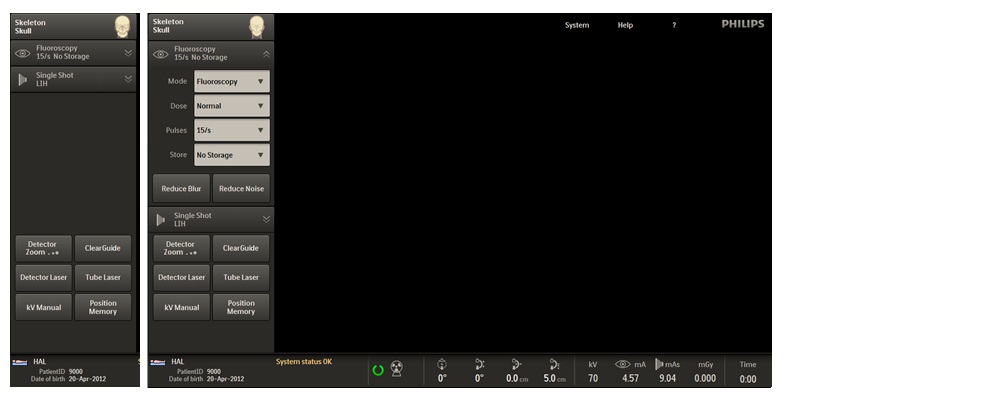 Skeleton
Skull
Fluoroscopy
15/s No Storage
Single Shot
LIH
Detector
Zoom
ClearGuide
Detector Laser
Tube Laser
kV Manual
Position
Memory
HAL
PatientID 9000
Date of birth 20-Apr-2012
Skeleton
Skull
System
Help
?
PHILIPS
Fluoroscopy
15/s No Storage
Mode Fluoroscopy
Dose Normal
Pulses 15/s
Store No Storage
Reduce Blur
Reduce Noise
Single Shot
LIH
Detector
Zoom
ClearGuide
Detector Laser
Tube Laser
kV Manual
Position
Memory
HAL
PatientID 9000
Date of birth 20-Apr-2012
System status OK
0°
0°
0.0 cm
5.0 cm
kV
70
mA
4.57
mAs
9.04
mGy
0.000
Time
0:00